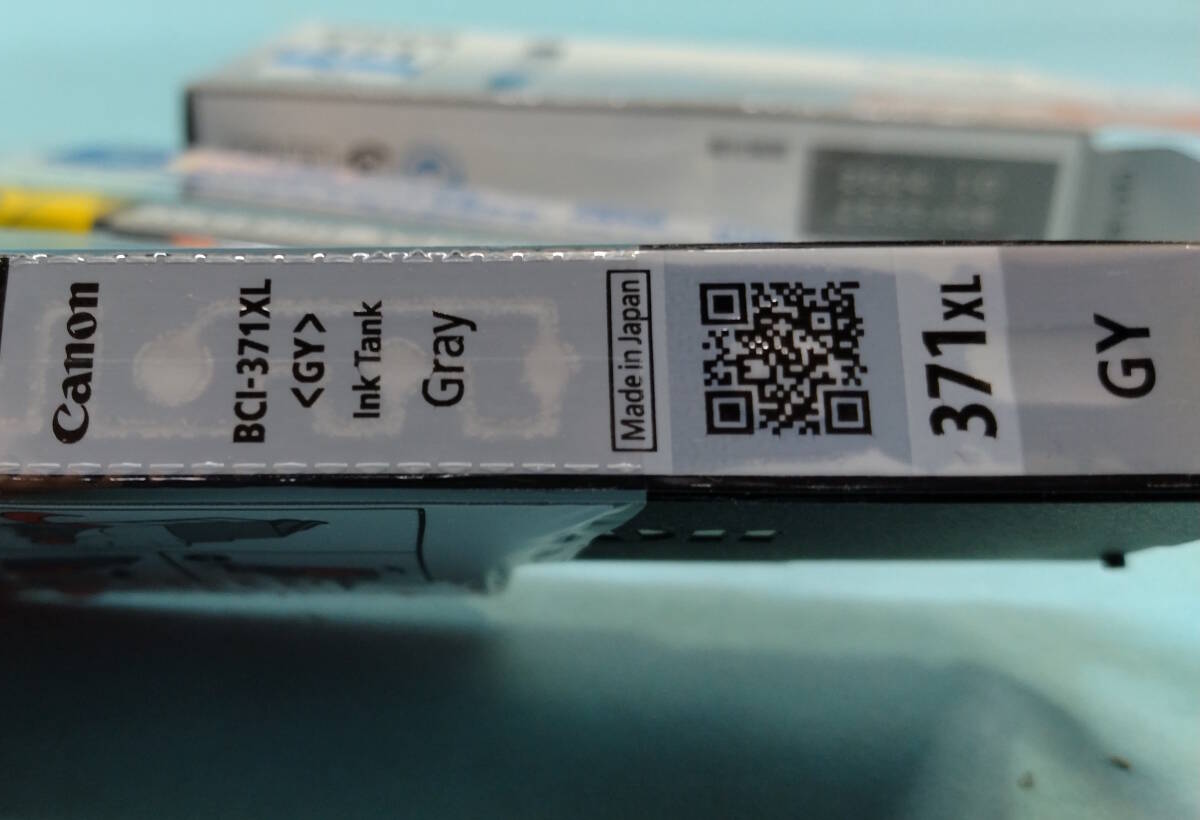 Canon
BCI-371XL
<GY>
Ink Tank
Gray
Made in Japan
371XL
GY